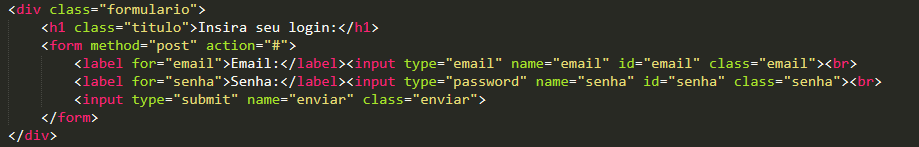 <div class="formulario">
<h1 class="titulo">Insira seu login:</h1>
<form method="post" action="#">
<label for="email">Email:</label><input type="email" name="email" id="email" class="email"><br>
<label for="senha">Senha:</label><input type="password" name="senha" id="senha" class="senha"><br>
<input type="submit" name="enviar" class="enviar">
</form>
</div>